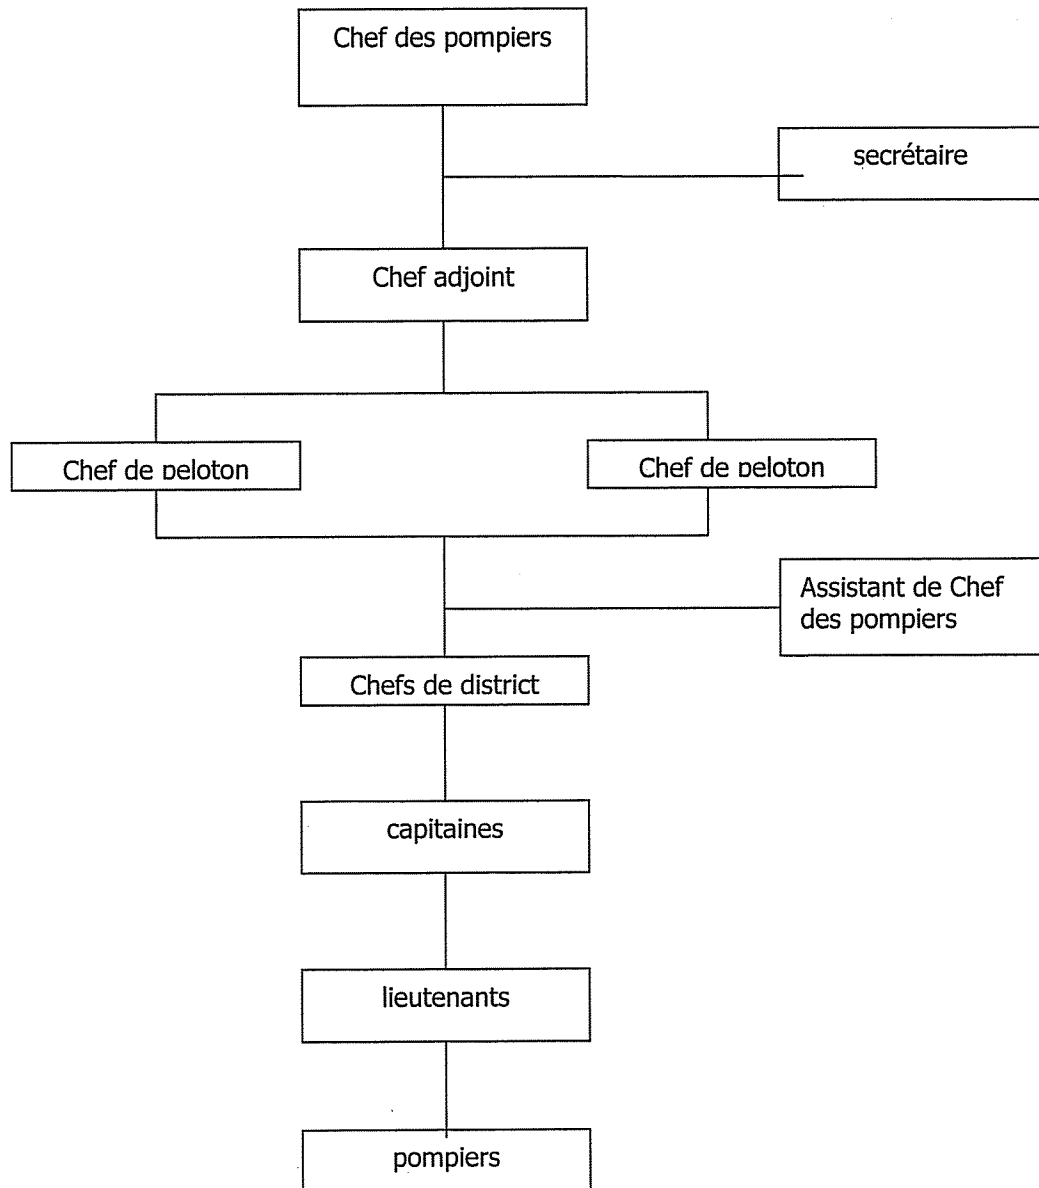 Chef des pompiers
secrétaire
Chef adjoint
Chef de peloton
Chef de peloton
Assistant de Chef
des pompiers
Chefs de district
capitaines
lieutenants
pompiers